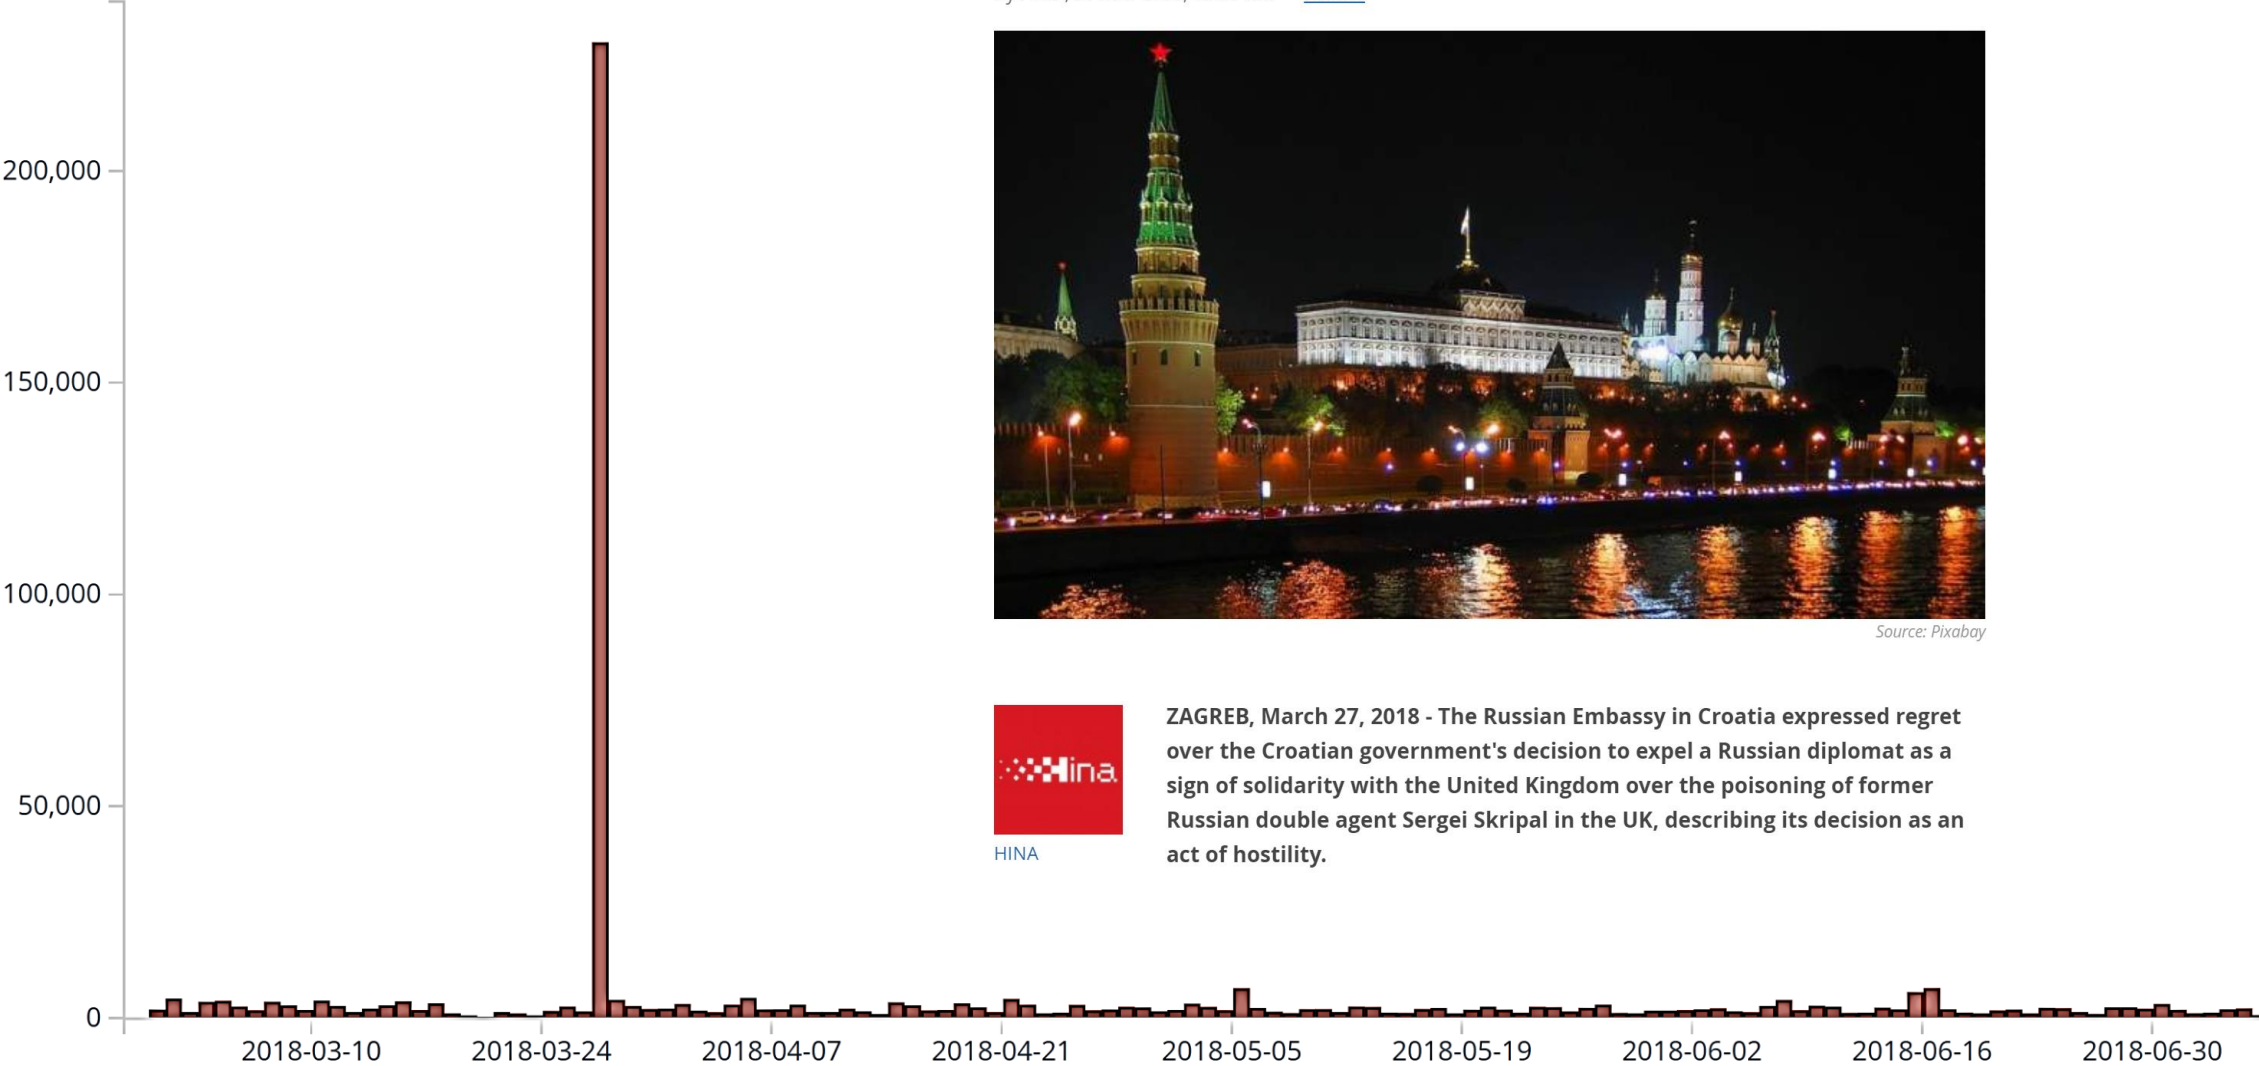 200,000
150,000
100,000
50,000
0
2018-03-10
2018-03-24
2018-04-07
2018-04-21
2018-05-05
2018-05-19
2018-06-02
2018-06-16
2018-06-30
Source: Pixabay
Hina
HINA
ZAGREB, March 27, 2018 - The Russian Embassy in Croatia expressed regret
over the Croatian government's decision to expel a Russian diplomat as a
sign of solidarity with the United Kingdom over the poisoning of former
Russian double agent Sergei Skripal in the UK, describing its decision as an
act of hostility.